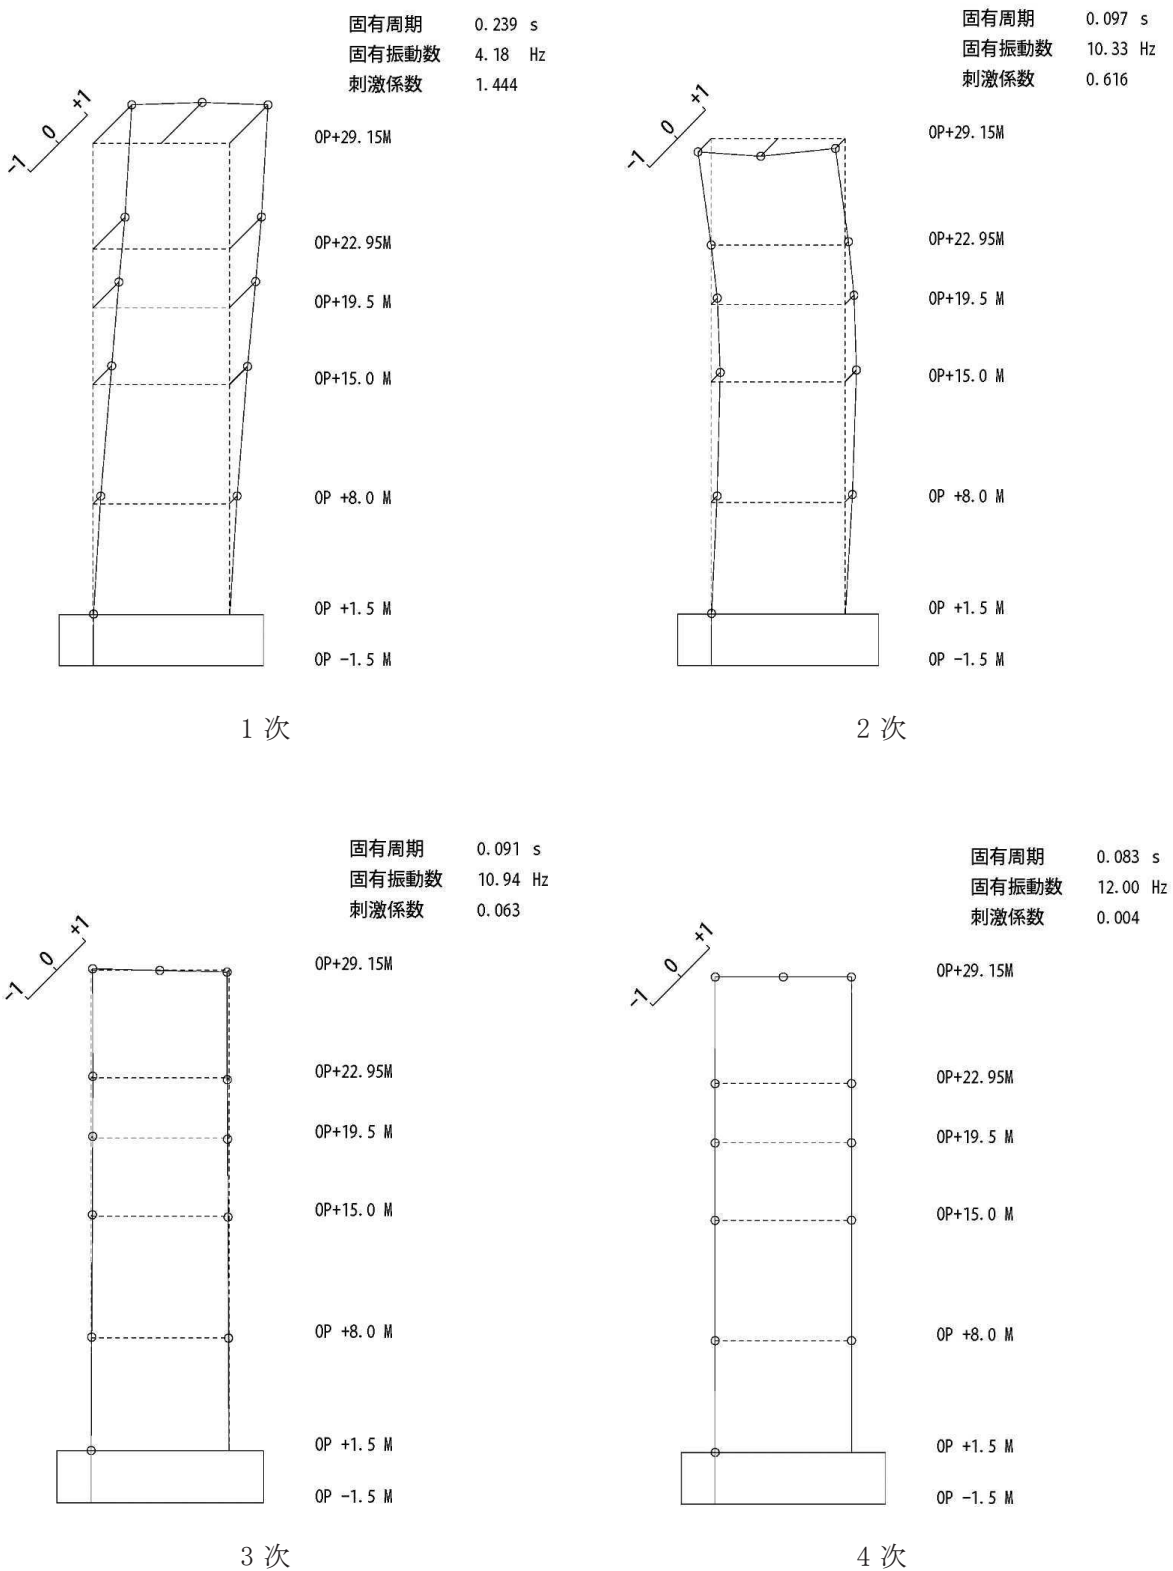 固有周期 0.239 s
固有振動数 4.18 Hz
刺激係数 1.444
-1 0 +1
OP+29.15M
OP+22.95M
OP+19.5 M
OP+15.0 M
OP +8.0 M
OP +1.5 M
OP -1.5 M
1次
固有周期 0.097 s
固有振動数 10.33 Hz
刺激係数 0.616
-1 0 +1
OP+29.15M
OP+22.95M
OP+19.5 M
OP+15.0 M
OP +8.0 M
OP +1.5 M
OP -1.5 M
2次
固有周期 0.091 s
固有振動数 10.94 Hz
刺激係数 0.063
-1 0 +1
OP+29.15M
OP+22.95M
OP+19.5 M
OP+15.0 M
OP +8.0 M
OP +1.5 M
OP -1.5 M
3次
固有周期 0.083 s
固有振動数 12.00 Hz
刺激係数 0.004
-1 0 +1
OP+29.15M
OP+22.95M
OP+19.5 M
OP+15.0 M
OP +8.0 M
OP +1.5 M
OP -1.5 M
4次